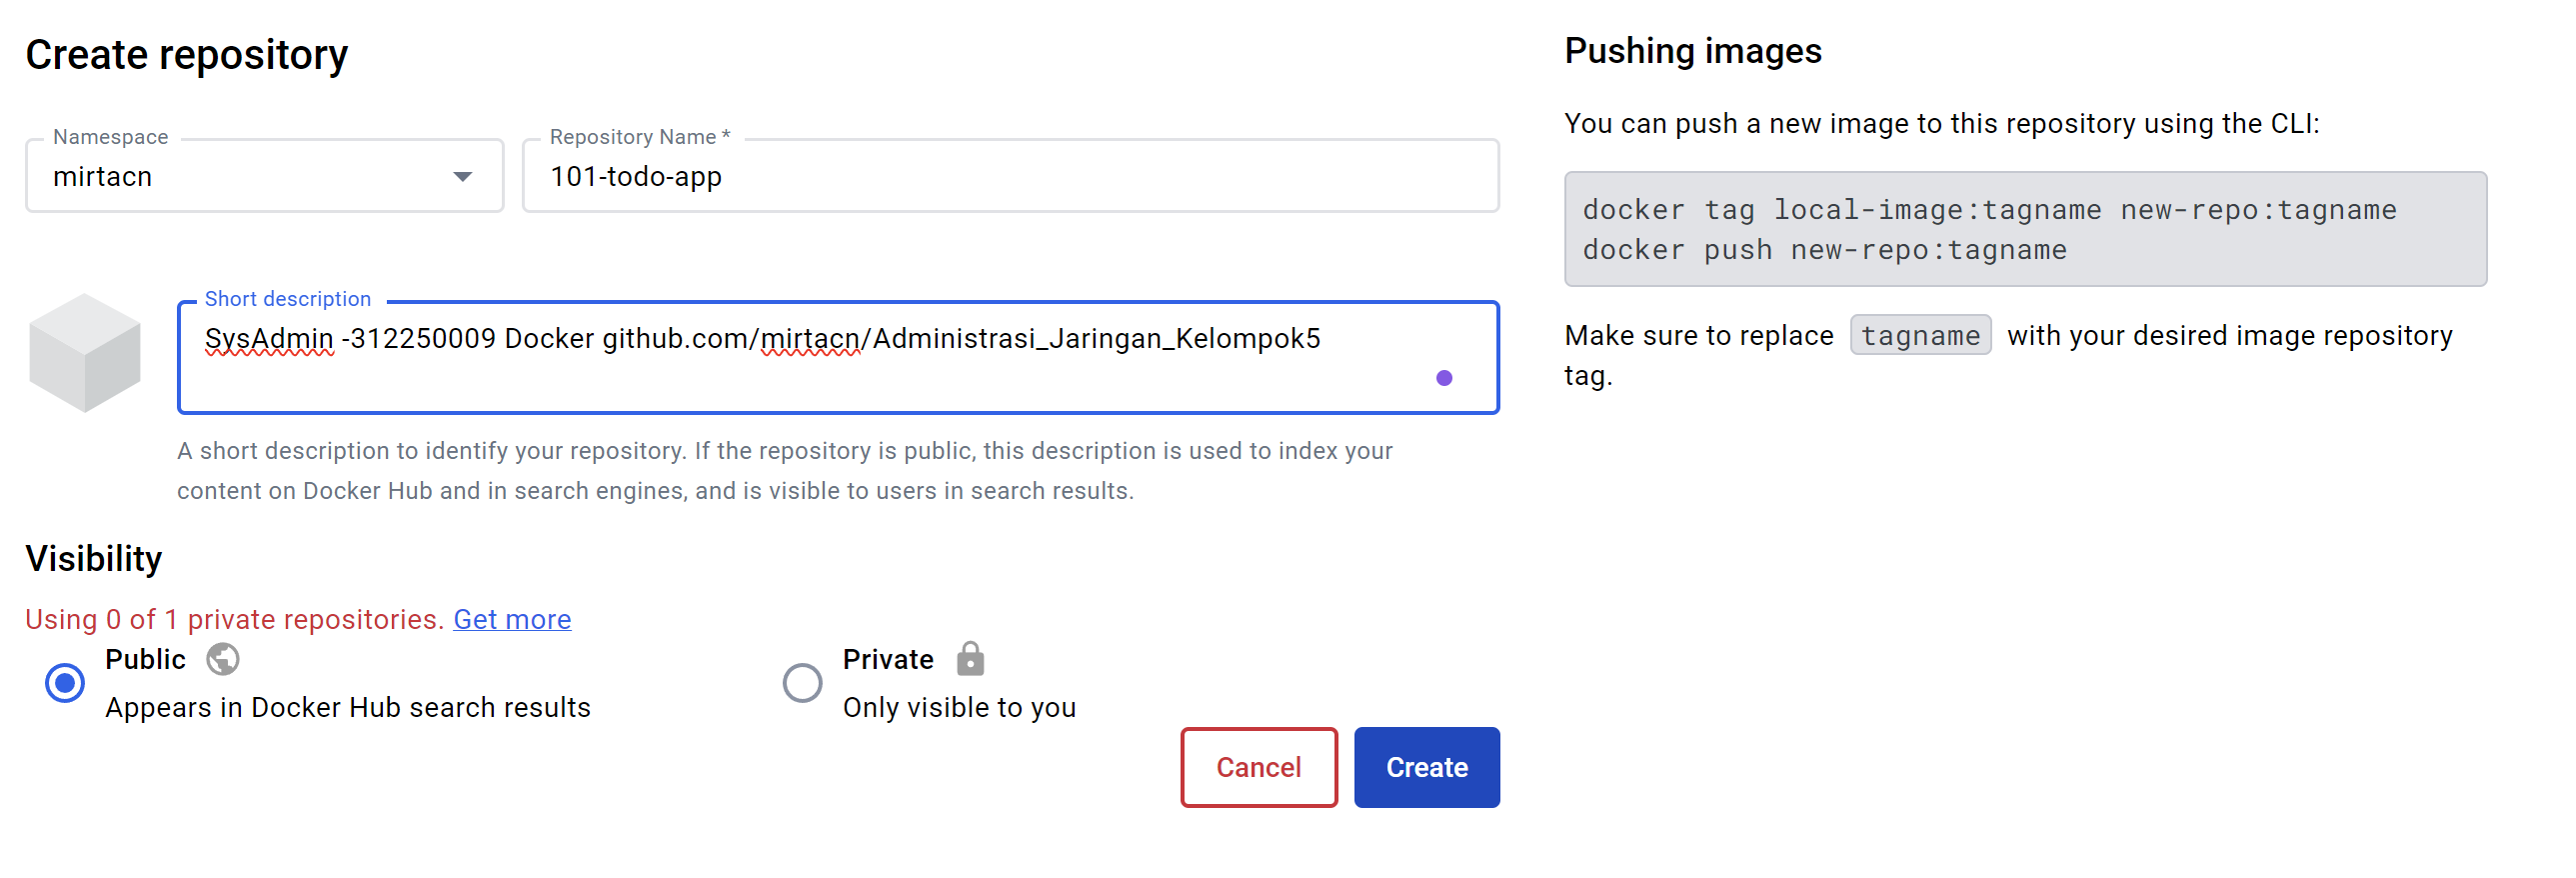 Create repository
Namespace
mirtacn
Repository Name *
101-todo-app
Short description
SysAdmin -312250009 Docker github.com/mirtacn/Administrasi_Jaringan_Kelompok5
A short description to identify your repository. If the repository is public, this description is used to index your
content on Docker Hub and in search engines, and is visible to users in search results.
Visibility
Using 0 of 1 private repositories. Get more
Public
Appears in Docker Hub search results
Private
Only visible to you
Cancel
Create
Pushing images
You can push a new image to this repository using the CLI:
docker tag local-image:tagname new-repo:tagname
docker push new-repo:tagname
Make sure to replace tagname with your desired image repository
tag.